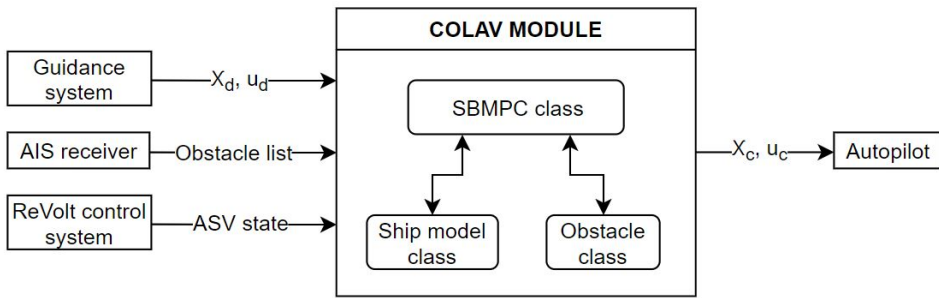 COLAV MODULE
Guidance
system
X_d, u_d
AIS receiver
Obstacle list
ReVolt control
system
ASV state
SBMPC class
Ship model
class
Obstacle
class
X_c, u_c
Autopilot